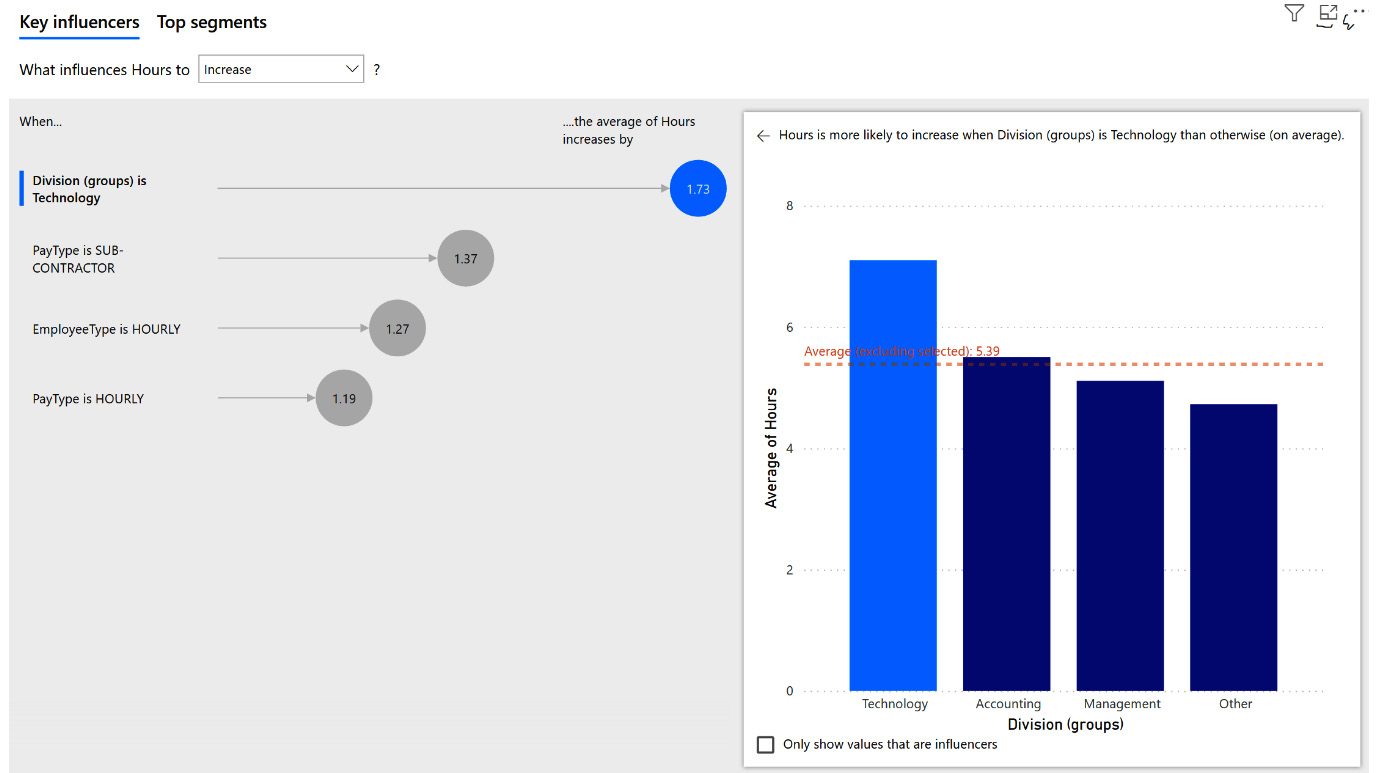 Key influencers Top segments
What influences Hours to Increase ?
When...
....the average of Hours
increases by
Division (groups) is
Technology
1.73
PayType is SUB-
CONTRACTOR
1.37
EmployeeType is HOURLY
1.27
PayType is HOURLY
1.19
Hours is more likely to increase when Division (groups) is Technology than otherwise (on average).
8
6
Average (excluding selected): 5.39
4
2
0
Average of Hours
Technology Accounting Management Other
Division (groups)
Only show values that are influencers